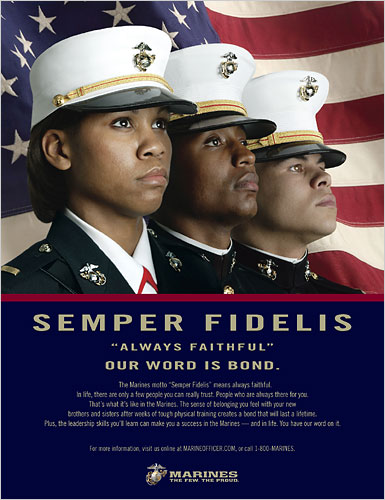 SEMPER FIDELIS
"ALWAYS FAITHFUL"
OUR WORD IS BOND.
The Marines motto "Semper Fidelis" means always faithful.
In life, there are only a few people you can really trust. People who are always there for you.
That's what it's like in the Marines. The sense of belonging you feel with your new
brothers and sisters after weeks of tough physical training creates a bond that will last a lifetime.
Plus, the leadership skills you'll learn can make you a success in the Marines — and in life. You have our word on it.
For more information, visit us online at MARINEOFFICER.COM, or call 1-800-MARINES.
MARINES
THE FEW. THE PROUD.